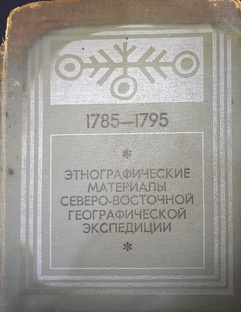 1785—1795
*
ЭТНОГРАФИЧЕСКИЕ
МАТЕРИАЛЫ
СЕВЕРО-ВОСТОЧНОЙ
ГЕОГРАФИЧЕСКОЙ
ЭКСПЕДИЦИИ
*